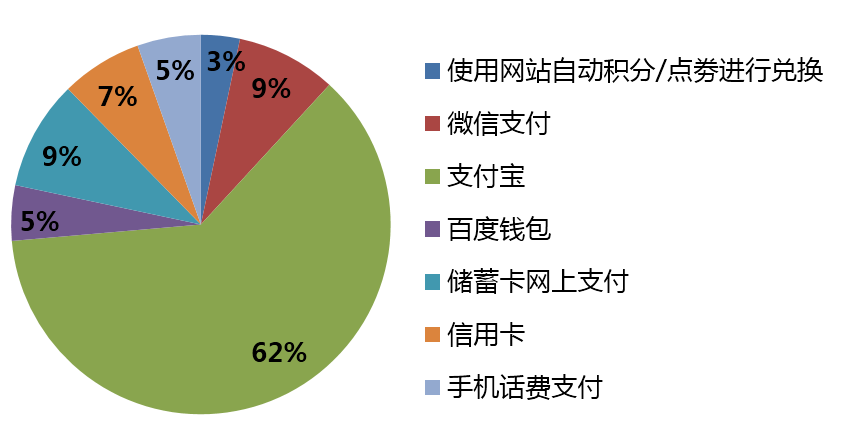 3%
9%
62%
5%
9%
7%
5%
使用网站自动积分/点劵进行兑换
微信支付
支付宝
百度钱包
储蓄卡网上支付
信用卡
手机话费支付